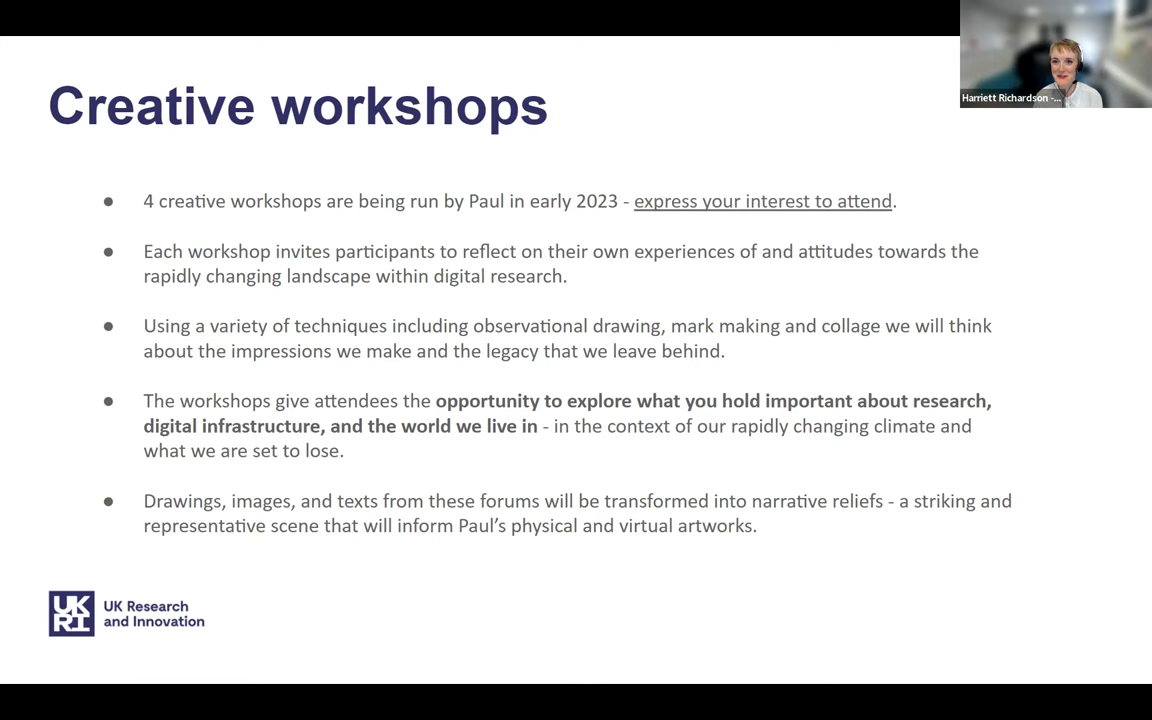 Creative workshops
Harriett Richardson -...
● 4 creative workshops are being run by Paul in early 2023 - express your interest to attend.
● Each workshop invites participants to reflect on their own experiences of and attitudes towards the
rapidly changing landscape within digital research.
● Using a variety of techniques including observational drawing, mark making and collage we will think
about the impressions we make and the legacy that we leave behind.
● The workshops give attendees the opportunity to explore what you hold important about research,
digital infrastructure, and the world we live in - in the context of our rapidly changing climate and
what we are set to lose.
● Drawings, images, and texts from these forums will be transformed into narrative reliefs - a striking and
representative scene that will inform Paul’s physical and virtual artworks.
UK
RI
UK Research
and Innovation